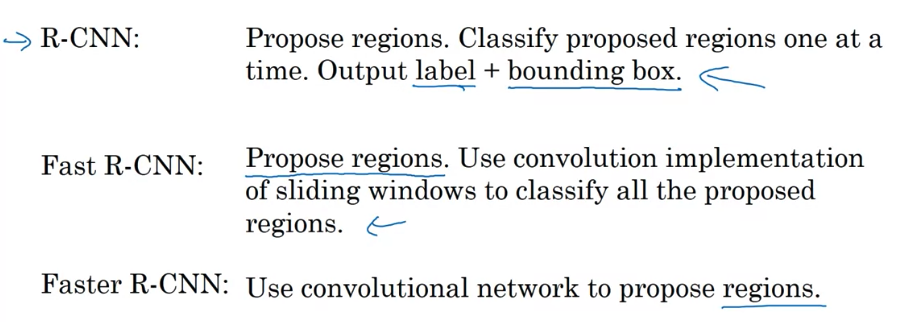 R-CNN: Propose regions. Classify proposed regions one at a
time. Output label + bounding box.
Fast R-CNN: Propose regions. Use convolution implementation
of sliding windows to classify all the proposed
regions.
Faster R-CNN: Use convolutional network to propose regions.